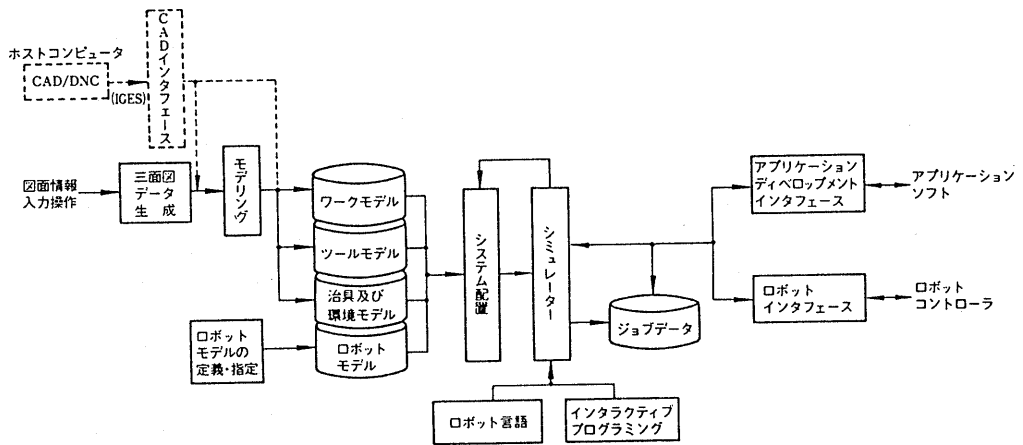 ホストコンピュータ
CAD/DNC
(IGES)
CADインタフェース
図面情報
入力操作
三面図
データ
生成
モデリング
ワークモデル
ツールモデル
治具及び
環境モデル
ロボット
モデル
ロボット
モデルの
定義・指定
システム配置
シミュレーター
ロボット言語
インタラクティブ
プログラミング
ジョブデータ
アプリケーション
ディベロップメント
インタフェース
アプリケーション
ソフト
ロボット
インタフェース
ロボット
コントローラ